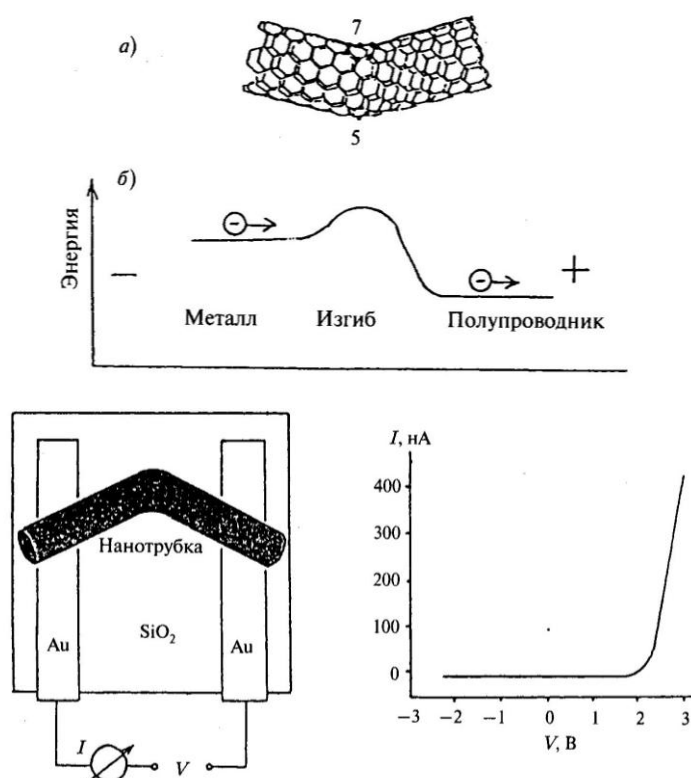 а)
7
5
б)
Энергия
Металл
Изгиб
Полупроводник
Нанотрубка
SiO₂
Au
Au
I
V
I, нА
400
300
200
100
0
−3 −2 −1 0 1 2 3
V, В